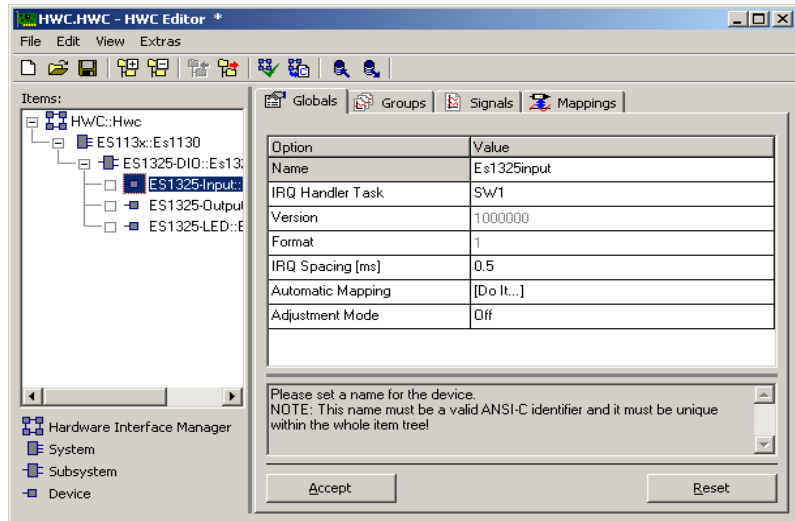 HWC.HWC - HWC Editor *
File Edit View Extras
Items:
HWC::Hwc
ES113x::Es1130
ES1325-DIO::Es132
ES1325-Input::
ES1325-Output
ES1325-LED::E
Hardware Interface Manager
System
Subsystem
Device
Globals Groups Signals Mappings
Option Value
Name Es1325input
IRQ Handler Task SW1
Version 1000000
Format 1
IRQ Spacing [ms] 0.5
Automatic Mapping [Do It...]
Adjustment Mode Off
Please set a name for the device.
NOTE: This name must be a valid ANSI-C identifier and it must be unique
within the whole item tree!
Accept Reset